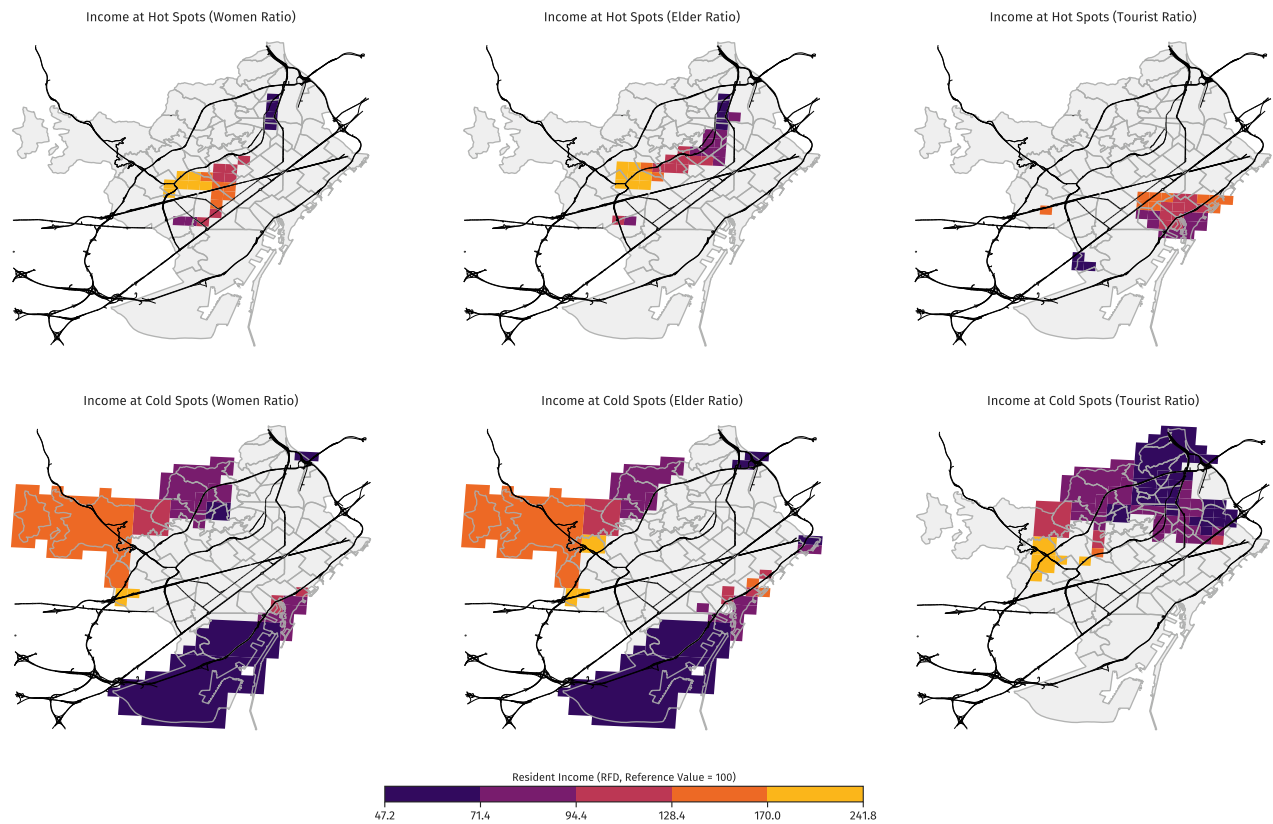 Income at Hot Spots (Women Ratio)
Income at Hot Spots (Elder Ratio)
Income at Hot Spots (Tourist Ratio)
Income at Cold Spots (Women Ratio)
Income at Cold Spots (Elder Ratio)
Income at Cold Spots (Tourist Ratio)
Resident Income (RFD, Reference Value = 100)
47.2 71.4 94.4 128.4 170.0 241.8